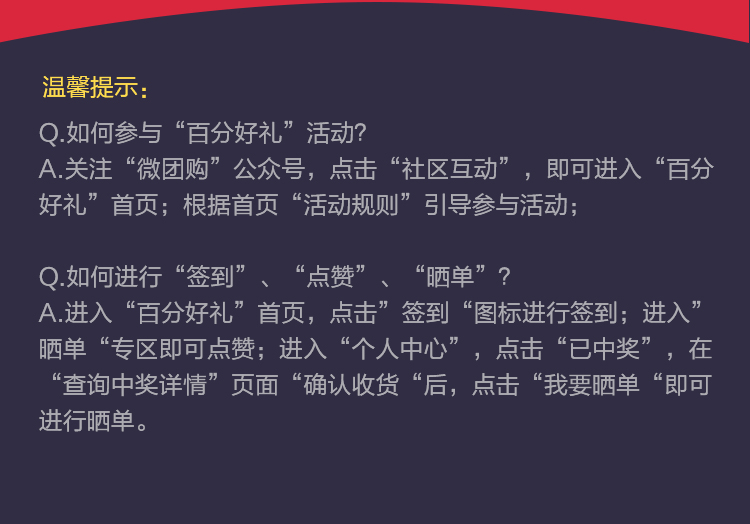 温馨提示：
Q.如何参与“百分好礼”活动？
A.关注“微团购”公众号，点击“社区互动”，即可进入“百分
好礼”首页；根据首页“活动规则”引导参与活动；
Q.如何进行“签到”、“点赞”、“晒单”？
A.进入“百分好礼”首页，点击”签到“图标进行签到；进入”
晒单“专区即可点赞；进入“个人中心”，点击“已中奖”，在
“查询中奖详情”页面“确认收货“后，点击“我要晒单“即可
进行晒单。